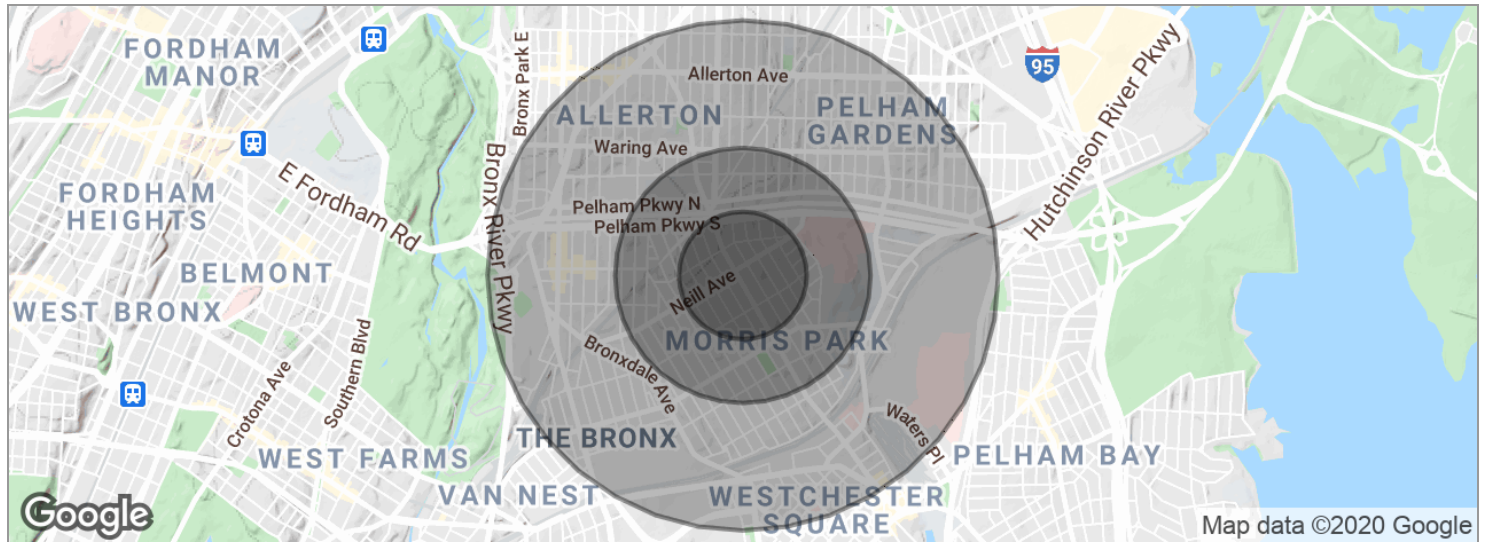 FORDHAM
MANOR
Bronx Park E
Allerton Ave
95
Hutchinson River Pkwy
ALLERTON
PELHAM
GARDENS
Waring Ave
E Fordham Rd
Bronx River Pkwy
FORDHAM
HEIGHTS
Pelham Pkwy N
Pelham Pkwy S
BELMONT
Neill Ave
WEST BRONX
MORRIS PARK
Southern Blvd
Crotona Ave
Bronxdale Ave
Waters Pl
THE BRONX
WEST FARMS
PELHAM BAY
VAN NEST
WESTCHESTER
SQUARE
Google
Map data ©2020 Google